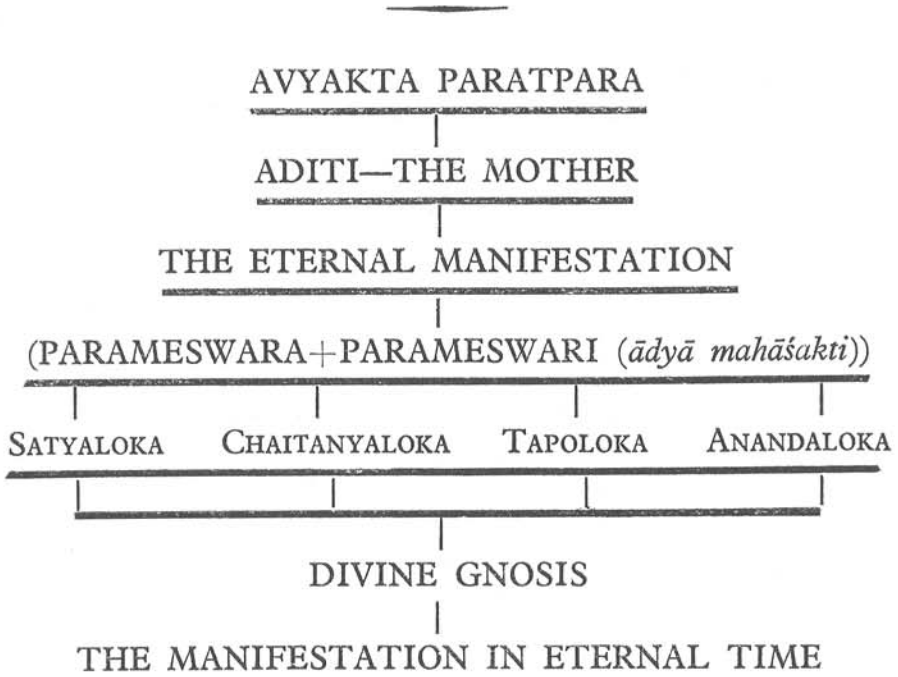 AVYAKTA PARATPARA
ADITI—THE MOTHER
THE ETERNAL MANIFESTATION
(PARAMESWARA+PARAMESWARI (ādyā mahāśakti))
SATYALOKA CHAITANYALOKA TAPOLOKA ANANDALOKA
DIVINE GNOSIS
THE MANIFESTATION IN ETERNAL TIME